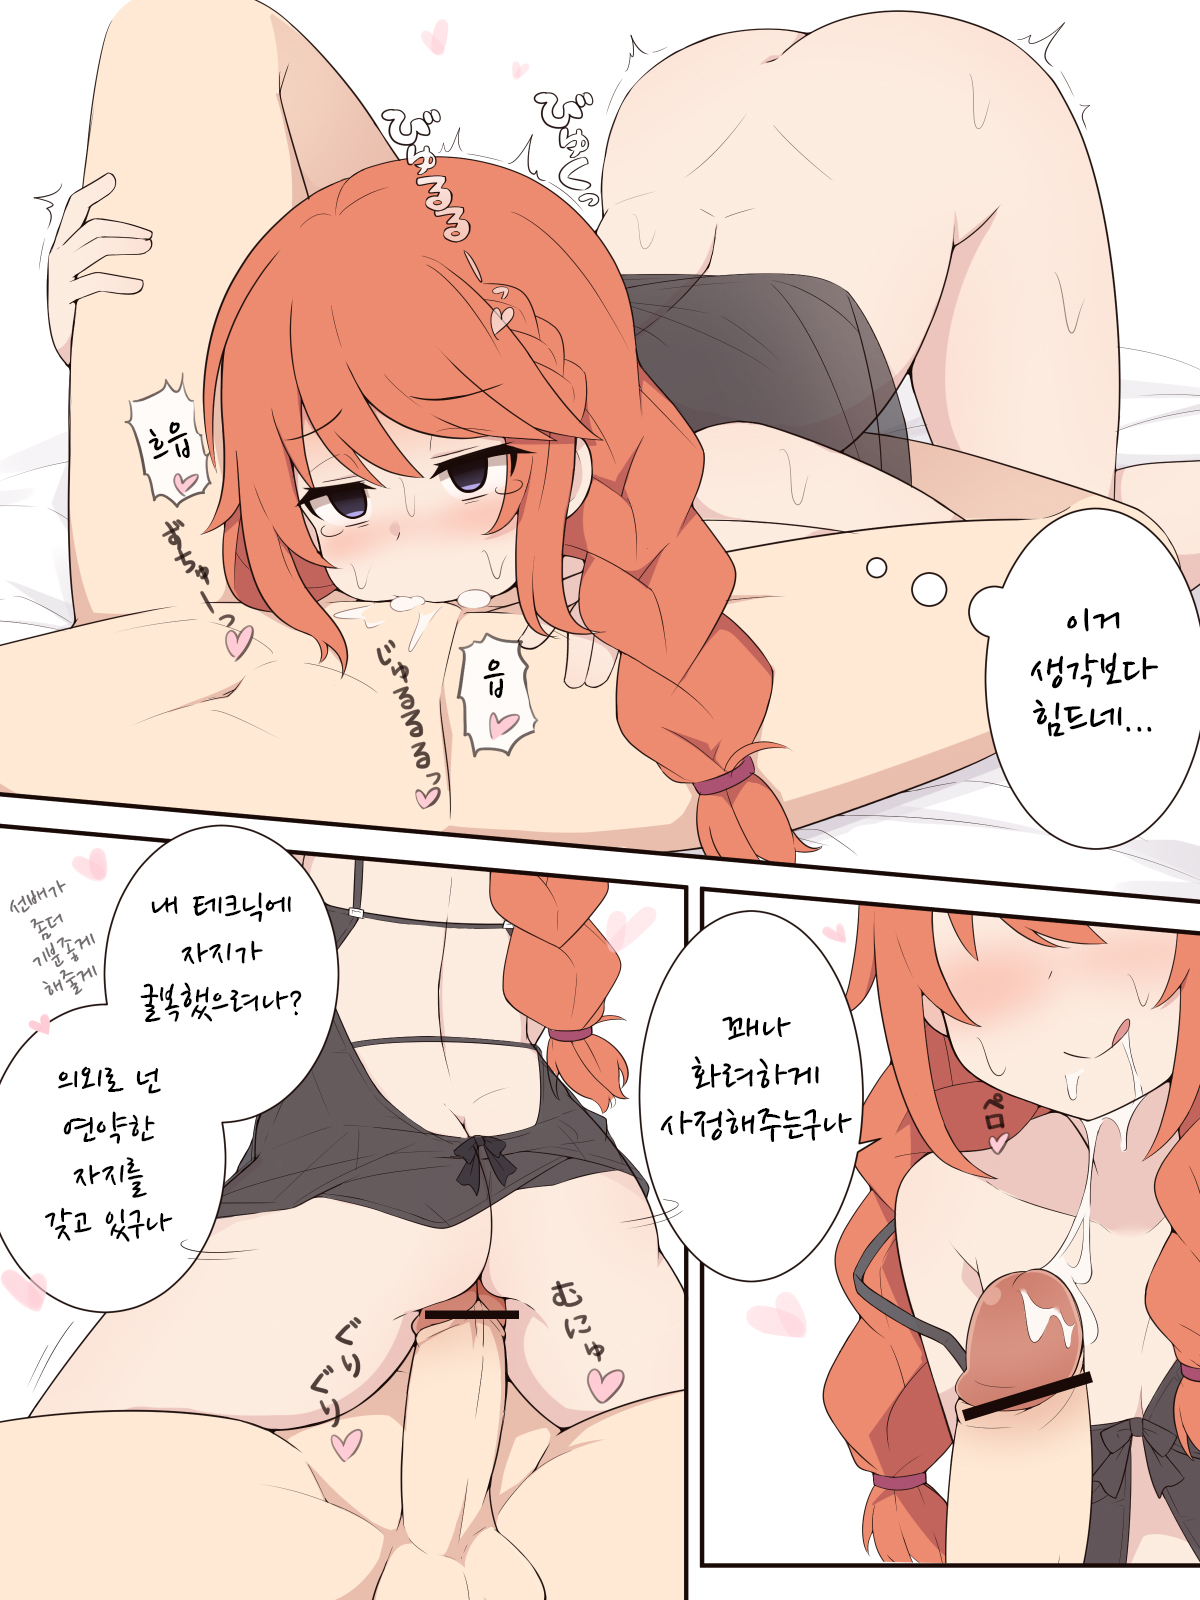 びゅるるるーっ
びゅくっ
흐읍
ずちゅーっ
じゅるるるっ
읍
이거
생각보다
힘드네...
선배가
좀더
기분좋게
해줄게
내 테크닉에
자지가
굴복했으려나?
의외로 넌
연약한
자지를
갖고 있구나
ぐり
ぐり
むにゅ
꽤나
화려하게
사정해주는구나
ペロ